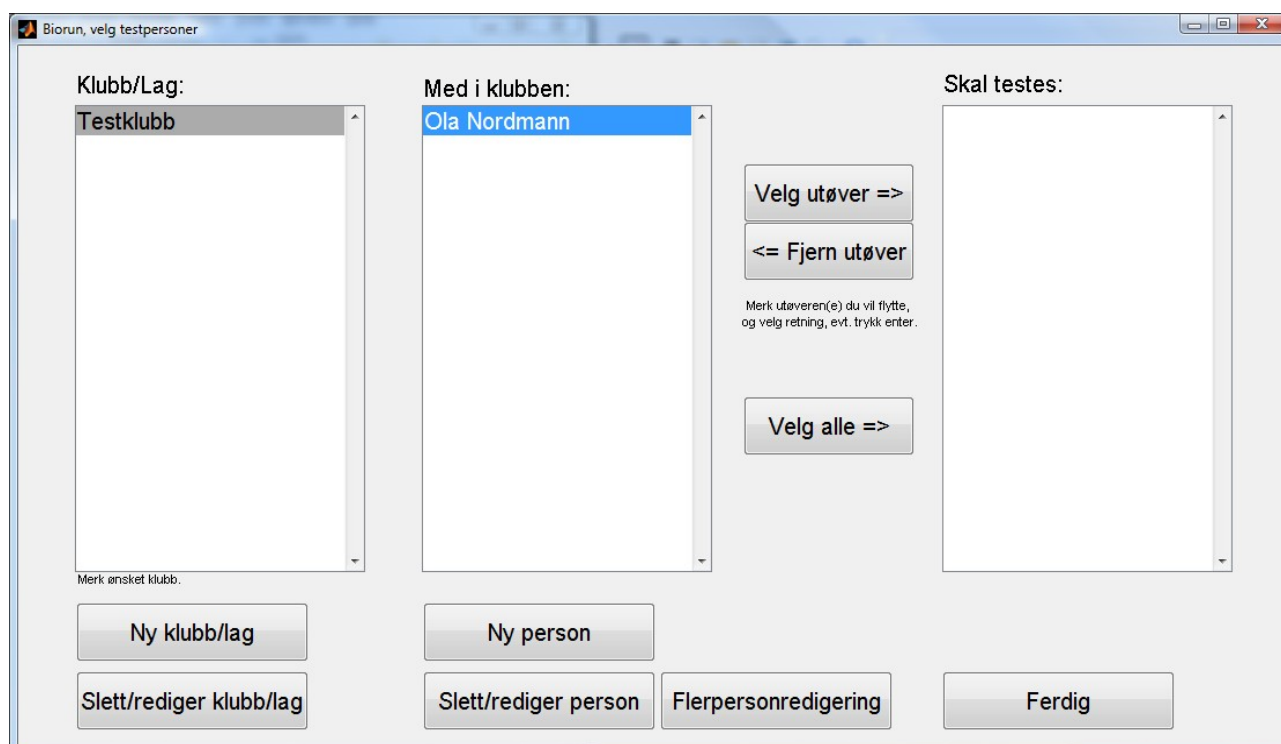 Biorun, velg testpersoner
Klubb/Lag:
Testklubb
Merk ønsket klubb.
Ny klubb/lag
Slett/rediger klubb/lag
Med i klubben:
Ola Nordmann
Ny person
Slett/rediger person
Flerpersonredigering
Velg utøver =>
<= Fjern utøver
Merk utøveren(e) du vil flytte,
og velg retning, evt. trykk enter.
Velg alle =>
Skal testes:
Ferdig